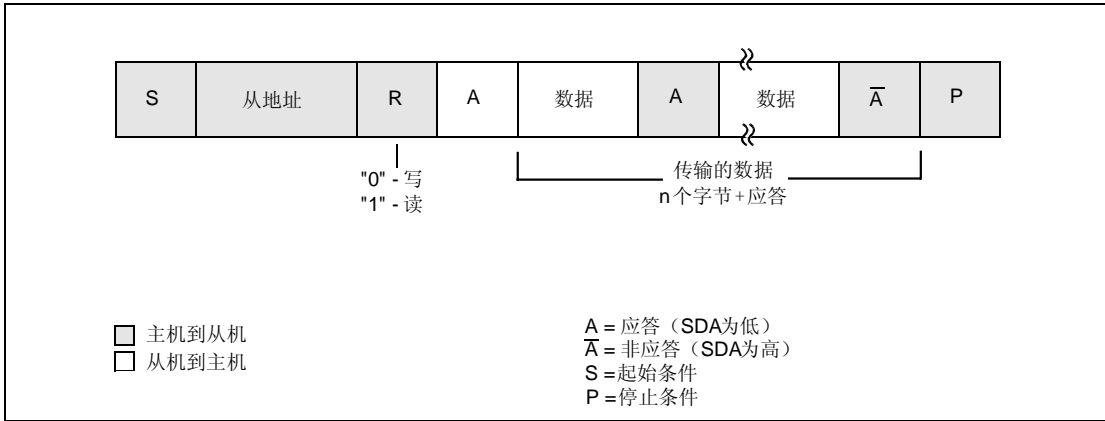 S 从地址 R A 数据 A 数据 A̅ P
"0" - 写
"1" - 读
传输的数据
n个字节+应答
主机到从机
从机到主机
A = 应答（SDA为低）
A̅ = 非应答（SDA为高）
S =起始条件
P =停止条件